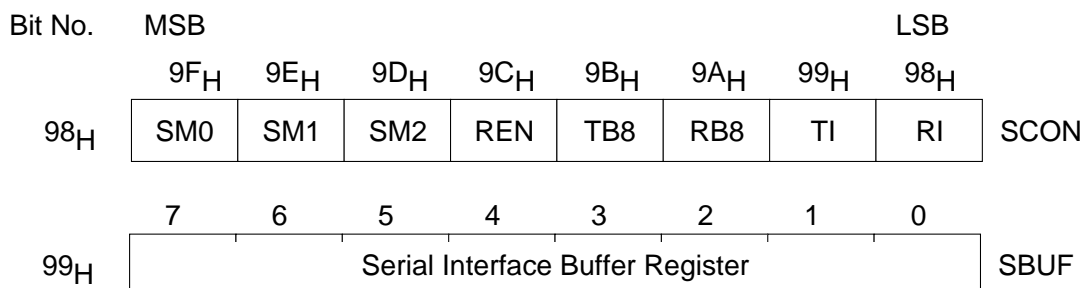 Bit No. MSB LSB
9FH 9EH 9DH 9CH 9BH 9AH 99H 98H
98H SM0 SM1 SM2 REN TB8 RB8 TI RI SCON
7 6 5 4 3 2 1 0
99H Serial Interface Buffer Register SBUF